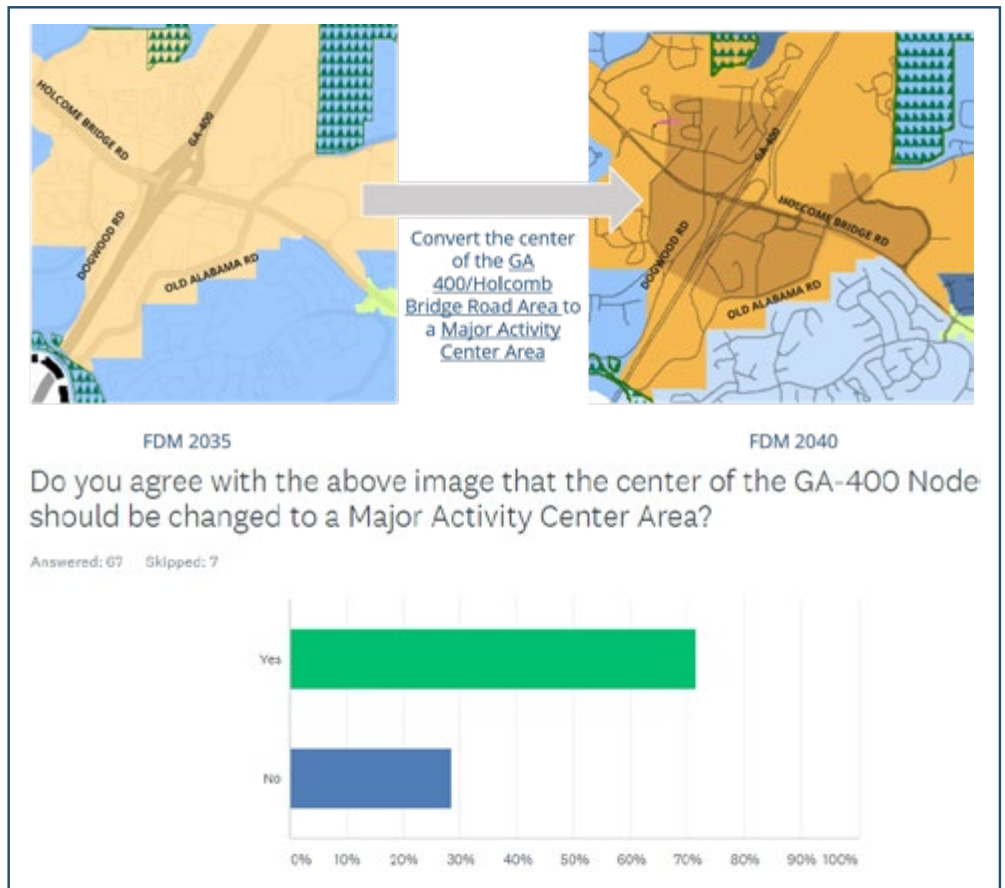 HOLCOME BRIDGE RD
GA-400
DOGWOOD RD
OLD ALABAMA RD
Convert the center
of the GA
400/Holcomb
Bridge Road Area to
a Major Activity
Center Area
GA-400
HOLCOME BRIDGE RD
DOGWOOD RD
OLD ALABAMA RD
FDM 2035
FDM 2040
Do you agree with the above image that the center of the GA-400 Node
should be changed to a Major Activity Center Area?
Answered: 67 Skipped: 7
Yes
No
0% 10% 20% 30% 40% 50% 60% 70% 80% 90% 100%